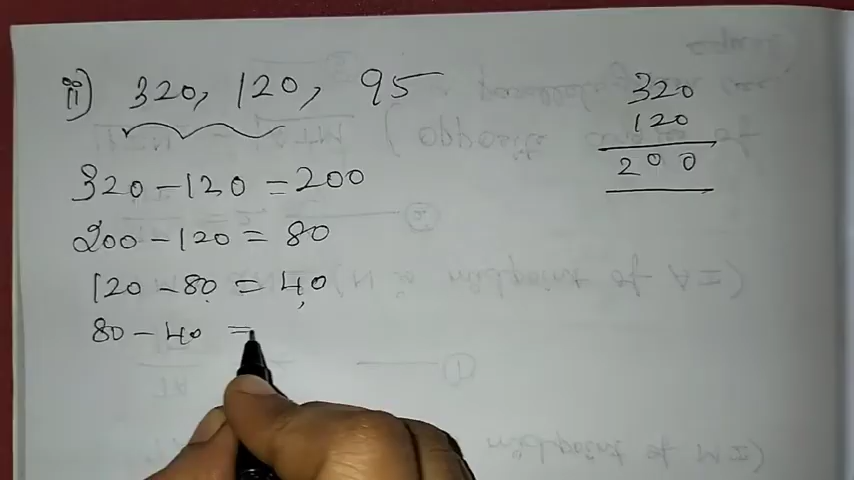 ii) 320, 120, 95
320 - 120 = 200
200 - 120 = 80
120 - 80 = 40
80 - 40 =
320
120
200